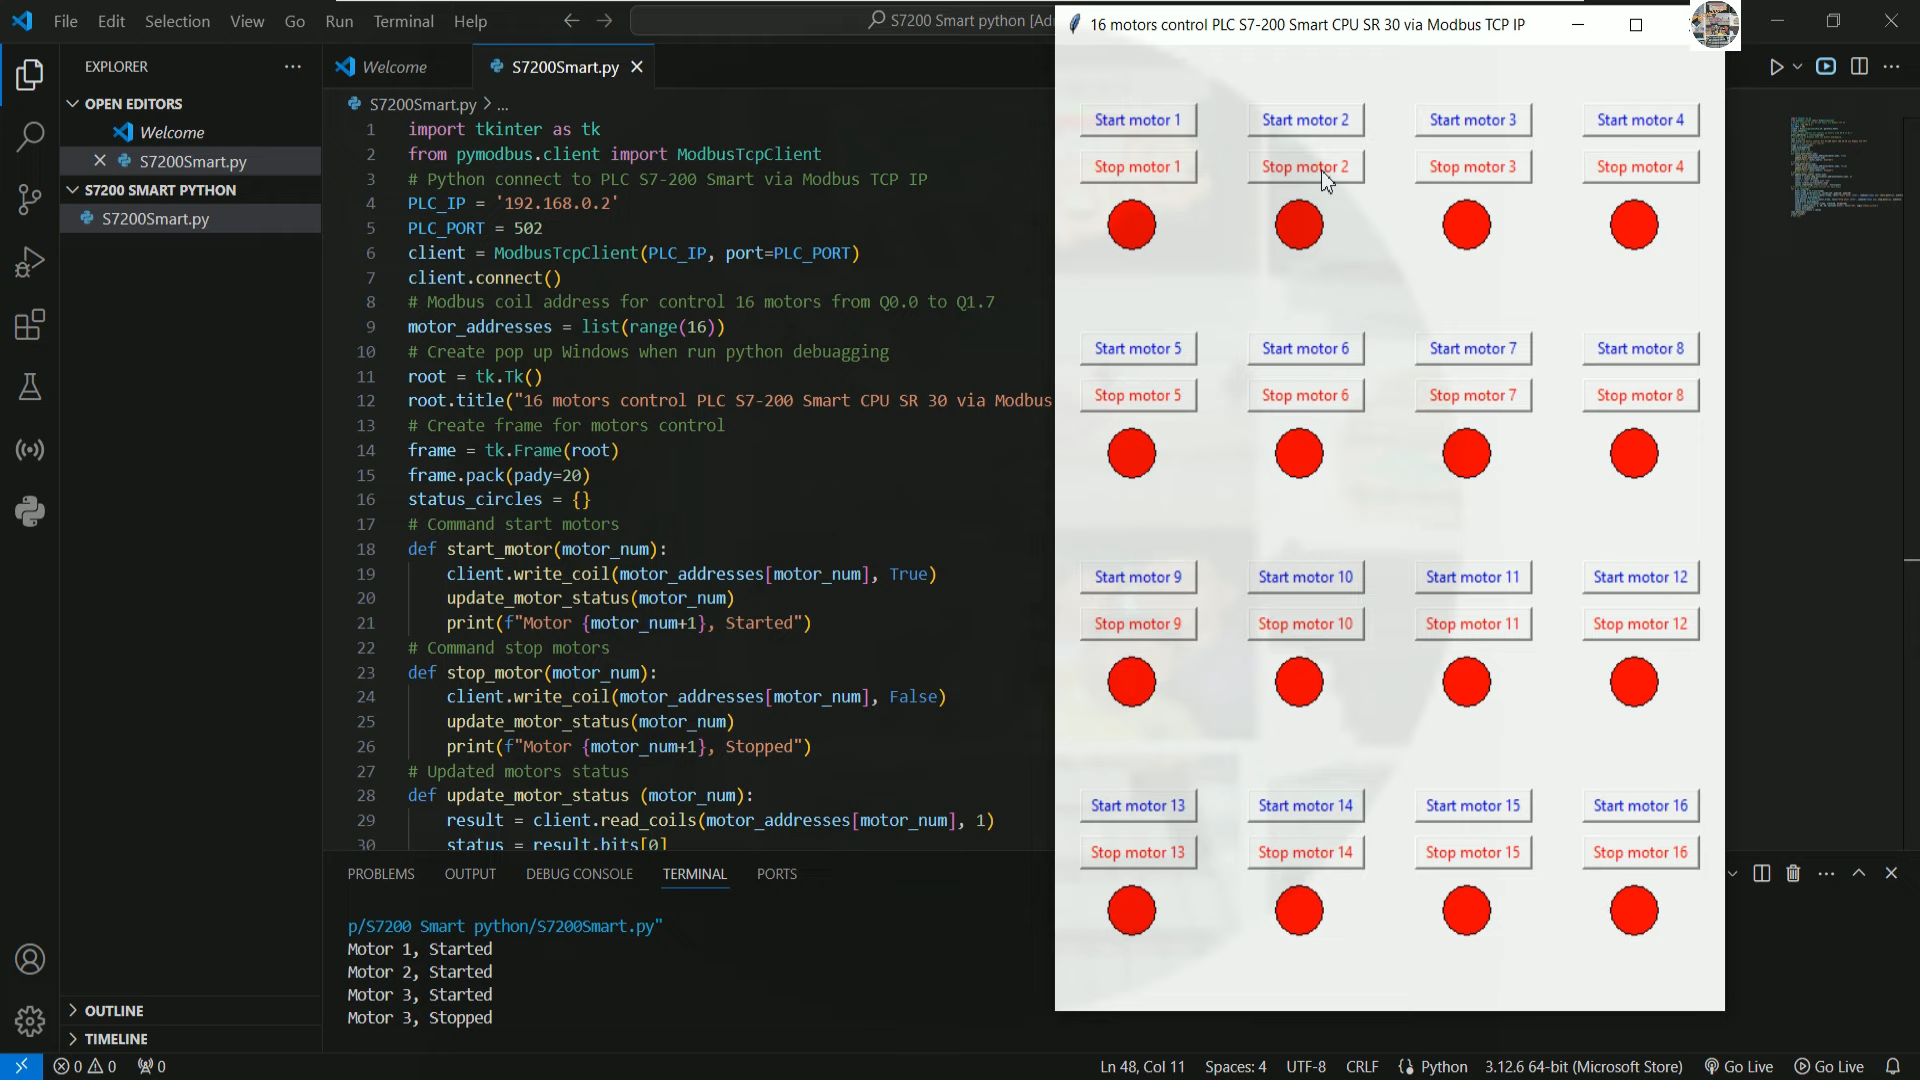 File Edit Selection View Go Run Terminal Help
S7200 Smart python [Ad
16 motors control PLC S7-200 Smart CPU SR 30 via Modbus TCP IP
EXPLORER
OPEN EDITORS
Welcome
S7200Smart.py
S7200 SMART PYTHON
S7200Smart.py
OUTLINE
TIMELINE
Welcome
S7200Smart.py
S7200Smart.py > ...
1 import tkinter as tk
2 from pymodbus.client import ModbusTcpClient
3 # Python connect to PLC S7-200 Smart via Modbus TCP IP
4 PLC_IP = '192.168.0.2'
5 PLC_PORT = 502
6 client = ModbusTcpClient(PLC_IP, port=PLC_PORT)
7 client.connect()
8 # Modbus coil address for control 16 motors from Q0.0 to Q1.7
9 motor_addresses = list(range(16))
10 # Create pop up Windows when run python debuagging
11 root = tk.Tk()
12 root.title("16 motors control PLC S7-200 Smart CPU SR 30 via Modbus
13 # Create frame for motors control
14 frame = tk.Frame(root)
15 frame.pack(pady=20)
16 status_circles = {}
17 # Command start motors
18 def start_motor(motor_num):
19 client.write_coil(motor_addresses[motor_num], True)
20 update_motor_status(motor_num)
21 print(f"Motor {motor_num+1}, Started")
22 # Command stop motors
23 def stop_motor(motor_num):
24 client.write_coil(motor_addresses[motor_num], False)
25 update_motor_status(motor_num)
26 print(f"Motor {motor_num+1}, Stopped")
27 # Updated motors status
28 def update_motor_status (motor_num):
29 result = client.read_coils(motor_addresses[motor_num], 1)
30 status = result.bits[0]
PROBLEMS OUTPUT DEBUG CONSOLE TERMINAL PORTS
p/S7200 Smart python/S7200Smart.py"
Motor 1, Started
Motor 2, Started
Motor 3, Started
Motor 3, Stopped
Start motor 1 Start motor 2 Start motor 3 Start motor 4
Stop motor 1 Stop motor 2 Stop motor 3 Stop motor 4
Start motor 5 Start motor 6 Start motor 7 Start motor 8
Stop motor 5 Stop motor 6 Stop motor 7 Stop motor 8
Start motor 9 Start motor 10 Start motor 11 Start motor 12
Stop motor 9 Stop motor 10 Stop motor 11 Stop motor 12
Start motor 13 Start motor 14 Start motor 15 Start motor 16
Stop motor 13 Stop motor 14 Stop motor 15 Stop motor 16
0 0 0 Ln 48, Col 11 Spaces: 4 UTF-8 CRLF Python 3.12.6 64-bit (Microsoft Store) Go Live Go Live